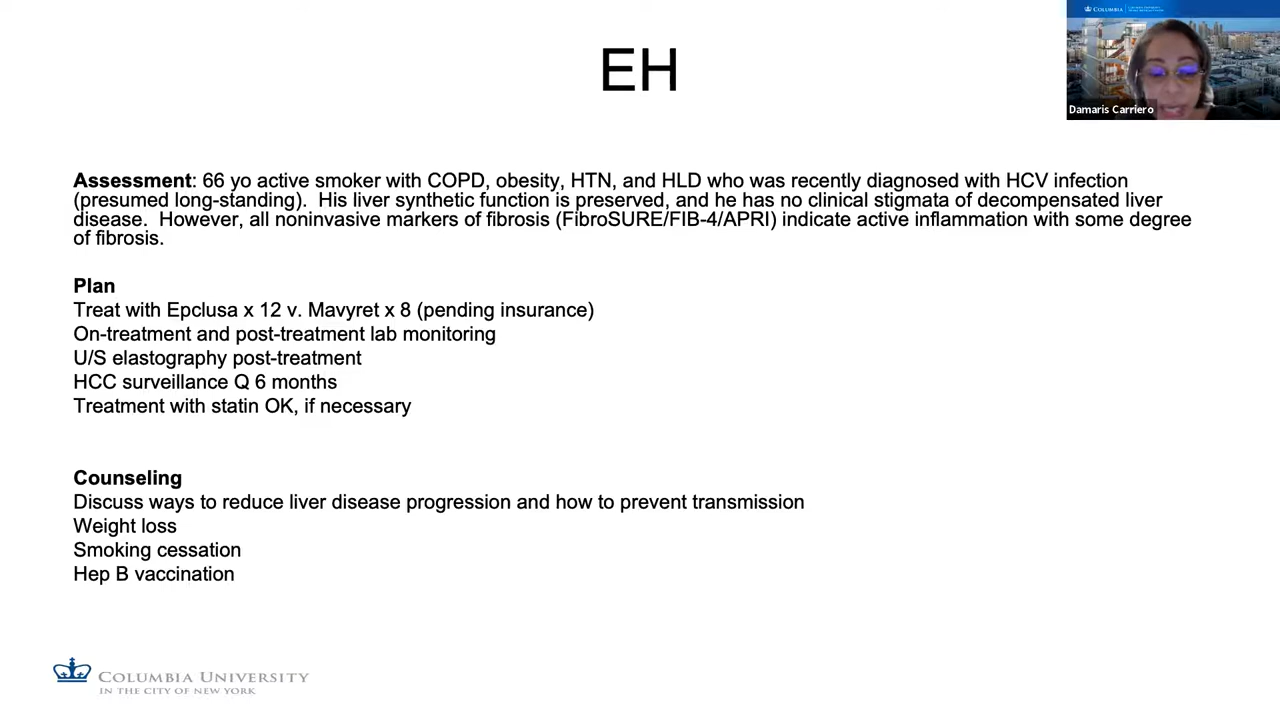 COLUMBIA
EH
Damaris Carriero
Assessment: 66 yo active smoker with COPD, obesity, HTN, and HLD who was recently diagnosed with HCV infection
(presumed long-standing).  His liver synthetic function is preserved, and he has no clinical stigmata of decompensated liver
disease.  However, all noninvasive markers of fibrosis (FibroSURE/FIB-4/APRI) indicate active inflammation with some degree
of fibrosis.
Plan
Treat with Epclusa x 12 v. Mavyret x 8 (pending insurance)
On-treatment and post-treatment lab monitoring
U/S elastography post-treatment
HCC surveillance Q 6 months
Treatment with statin OK, if necessary
Counseling
Discuss ways to reduce liver disease progression and how to prevent transmission
Weight loss
Smoking cessation
Hep B vaccination
COLUMBIA UNIVERSITY
IN THE CITY OF NEW YORK